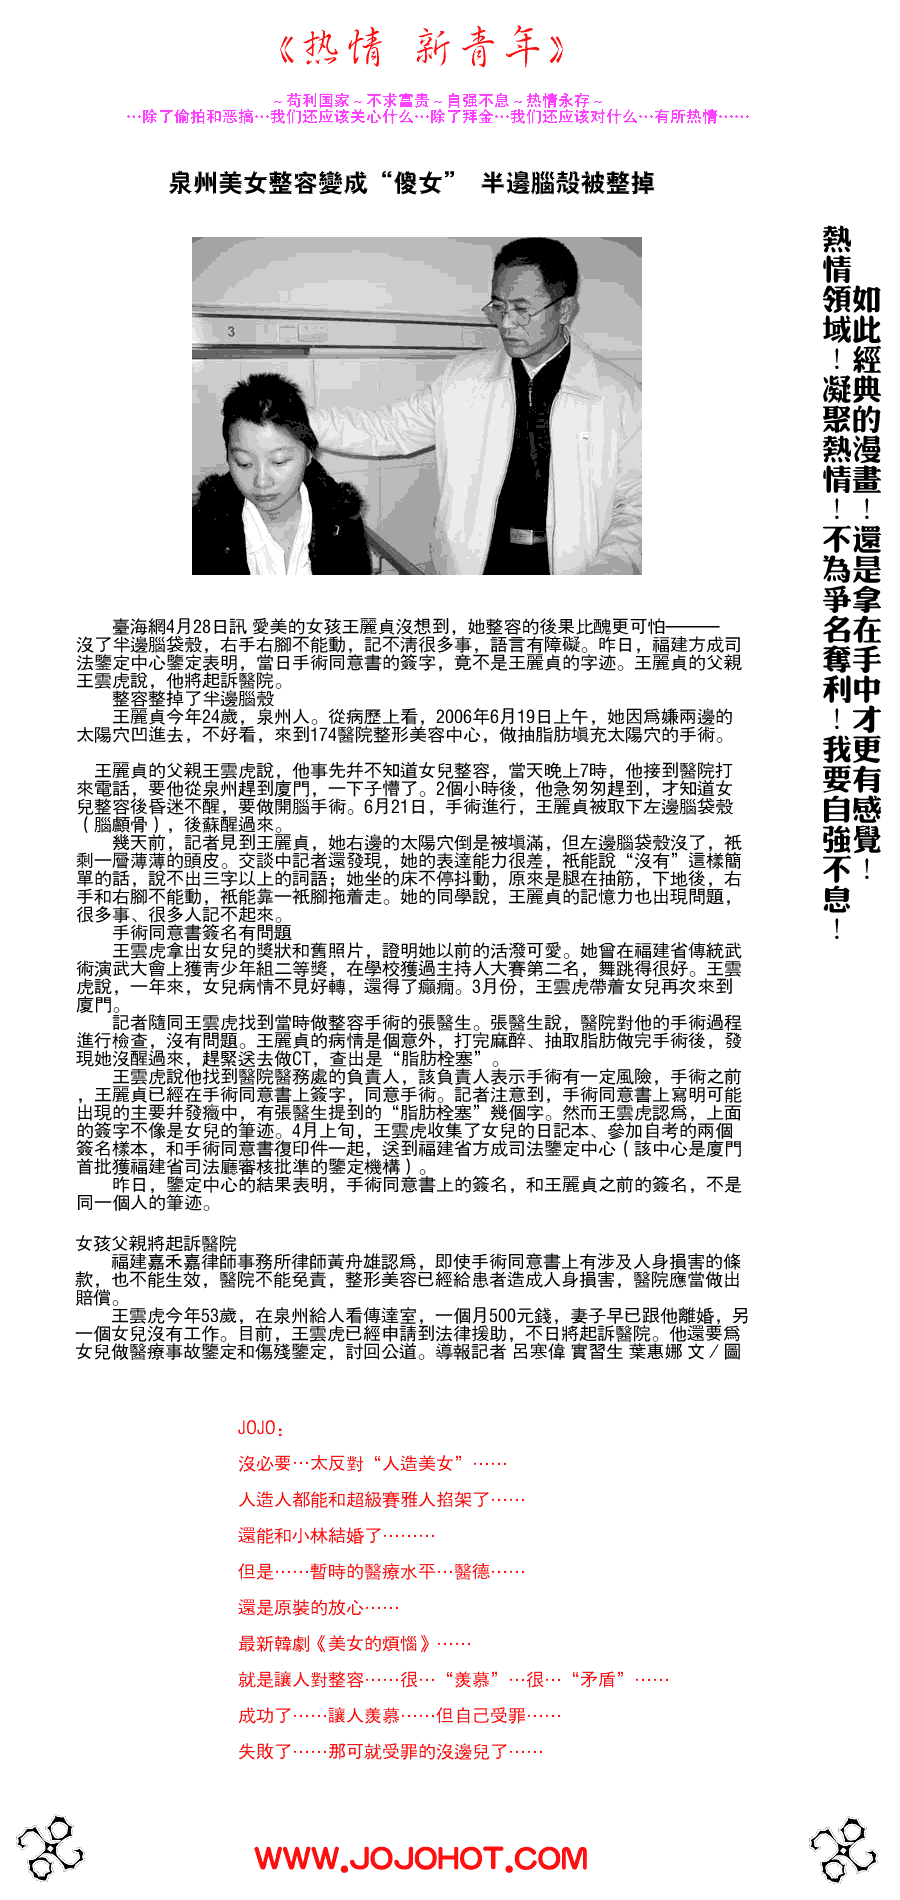 《热情 新青年》
～苟利国家～不求富贵～自强不息～热情永存～
…除了偷拍和恶搞…我们还应该关心什么…除了拜金…我们还应该对什么…有所热情……
泉州美女整容變成“傻女” 半邊腦殼被整掉
如此經典的漫畫！還是拿在手中才更有感覺！
熱情領域！凝聚熱情！不為爭名奪利！我要自強不息！
3
臺海網4月28日訊 愛美的女孩王麗貞沒想到，她整容的後果比醜更可怕———
沒了半邊腦袋殼，右手右腳不能動，記不清很多事，語言有障礙。昨日，福建方成司
法鑒定中心鑒定表明，當日手術同意書的簽字，竟不是王麗貞的字迹。王麗貞的父親
王雲虎說，他將起訴醫院。
整容整掉了半邊腦殼
王麗貞今年24歲，泉州人。從病歷上看，2006年6月19日上午，她因爲嫌兩邊的
太陽穴凹進去，不好看，來到174醫院整形美容中心，做抽脂肪填充太陽穴的手術。
王麗貞的父親王雲虎說，他事先幷不知道女兒整容，當天晚上7時，他接到醫院打
來電話，要他從泉州趕到廈門，一下子懵了。2個小時後，他急匆匆趕到，才知道女
兒整容後昏迷不醒，要做開腦手術。6月21日，手術進行，王麗貞被取下左邊腦袋殼
（腦顱骨），後蘇醒過來。
幾天前，記者見到王麗貞，她右邊的太陽穴倒是被填滿，但左邊腦袋殼沒了，衹
剩一層薄薄的頭皮。交談中記者還發現，她的表達能力很差，衹能說“沒有”這樣簡
單的話，說不出三字以上的詞語；她坐的床不停抖動，原來是腿在抽筋，下地後，右
手和右腳不能動，衹能靠一衹腳拖着走。她的同學說，王麗貞的記憶力也出現問題，
很多事、很多人記不起來。
手術同意書簽名有問題
王雲虎拿出女兒的獎狀和舊照片，證明她以前的活潑可愛。她曾在福建省傳統武
術演武大會上獲靑少年組二等獎，在學校獲過主持人大賽第二名，舞跳得很好。王雲
虎說，一年來，女兒病情不見好轉，還得了癲癇。3月份，王雲虎帶着女兒再次來到
廈門。
記者隨同王雲虎找到當時做整容手術的張醫生。張醫生說，醫院對他的手術過程
進行檢查，沒有問題。王麗貞的病情是個意外，打完麻醉、抽取脂肪做完手術後，發
現她沒醒過來，趕緊送去做CT，查出是“脂肪栓塞”。
王雲虎說他找到醫院醫務處的負責人，該負責人表示手術有一定風險，手術之前
，王麗貞已經在手術同意書上簽字，同意手術。記者注意到，手術同意書上寫明可能
出現的主要幷發癥中，有張醫生提到的“脂肪栓塞”幾個字。然而王雲虎認爲，上面
的簽字不像是女兒的筆迹。4月上旬，王雲虎收集了女兒的日記本、參加自考的兩個
簽名樣本，和手術同意書復印件一起，送到福建省方成司法鑒定中心（該中心是廈門
首批獲福建省司法廳審核批準的鑒定機構）。
昨日，鑒定中心的結果表明，手術同意書上的簽名，和王麗貞之前的簽名，不是
同一個人的筆迹。
女孩父親將起訴醫院
福建嘉禾嘉律師事務所律師黃舟雄認爲，即使手術同意書上有涉及人身損害的條
款，也不能生效，醫院不能免責，整形美容已經給患者造成人身損害，醫院應當做出
賠償。
王雲虎今年53歲，在泉州給人看傳達室，一個月500元錢，妻子早已跟他離婚，另
一個女兒沒有工作。目前，王雲虎已經申請到法律援助，不日將起訴醫院。他還要爲
女兒做醫療事故鑒定和傷殘鑒定，討回公道。導報記者 呂寒偉 實習生 葉惠娜 文／圖
JOJO：
沒必要…太反對“人造美女”……
人造人都能和超級賽雅人掐架了……
還能和小林結婚了………
但是……暫時的醫療水平…醫德……
還是原裝的放心……
最新韓劇《美女的煩惱》……
就是讓人對整容……很…“羨慕”…很…“矛盾”……
成功了……讓人羨慕……但自己受罪……
失敗了……那可就受罪的沒邊兒了……
WWW.JOJOHOT.COM